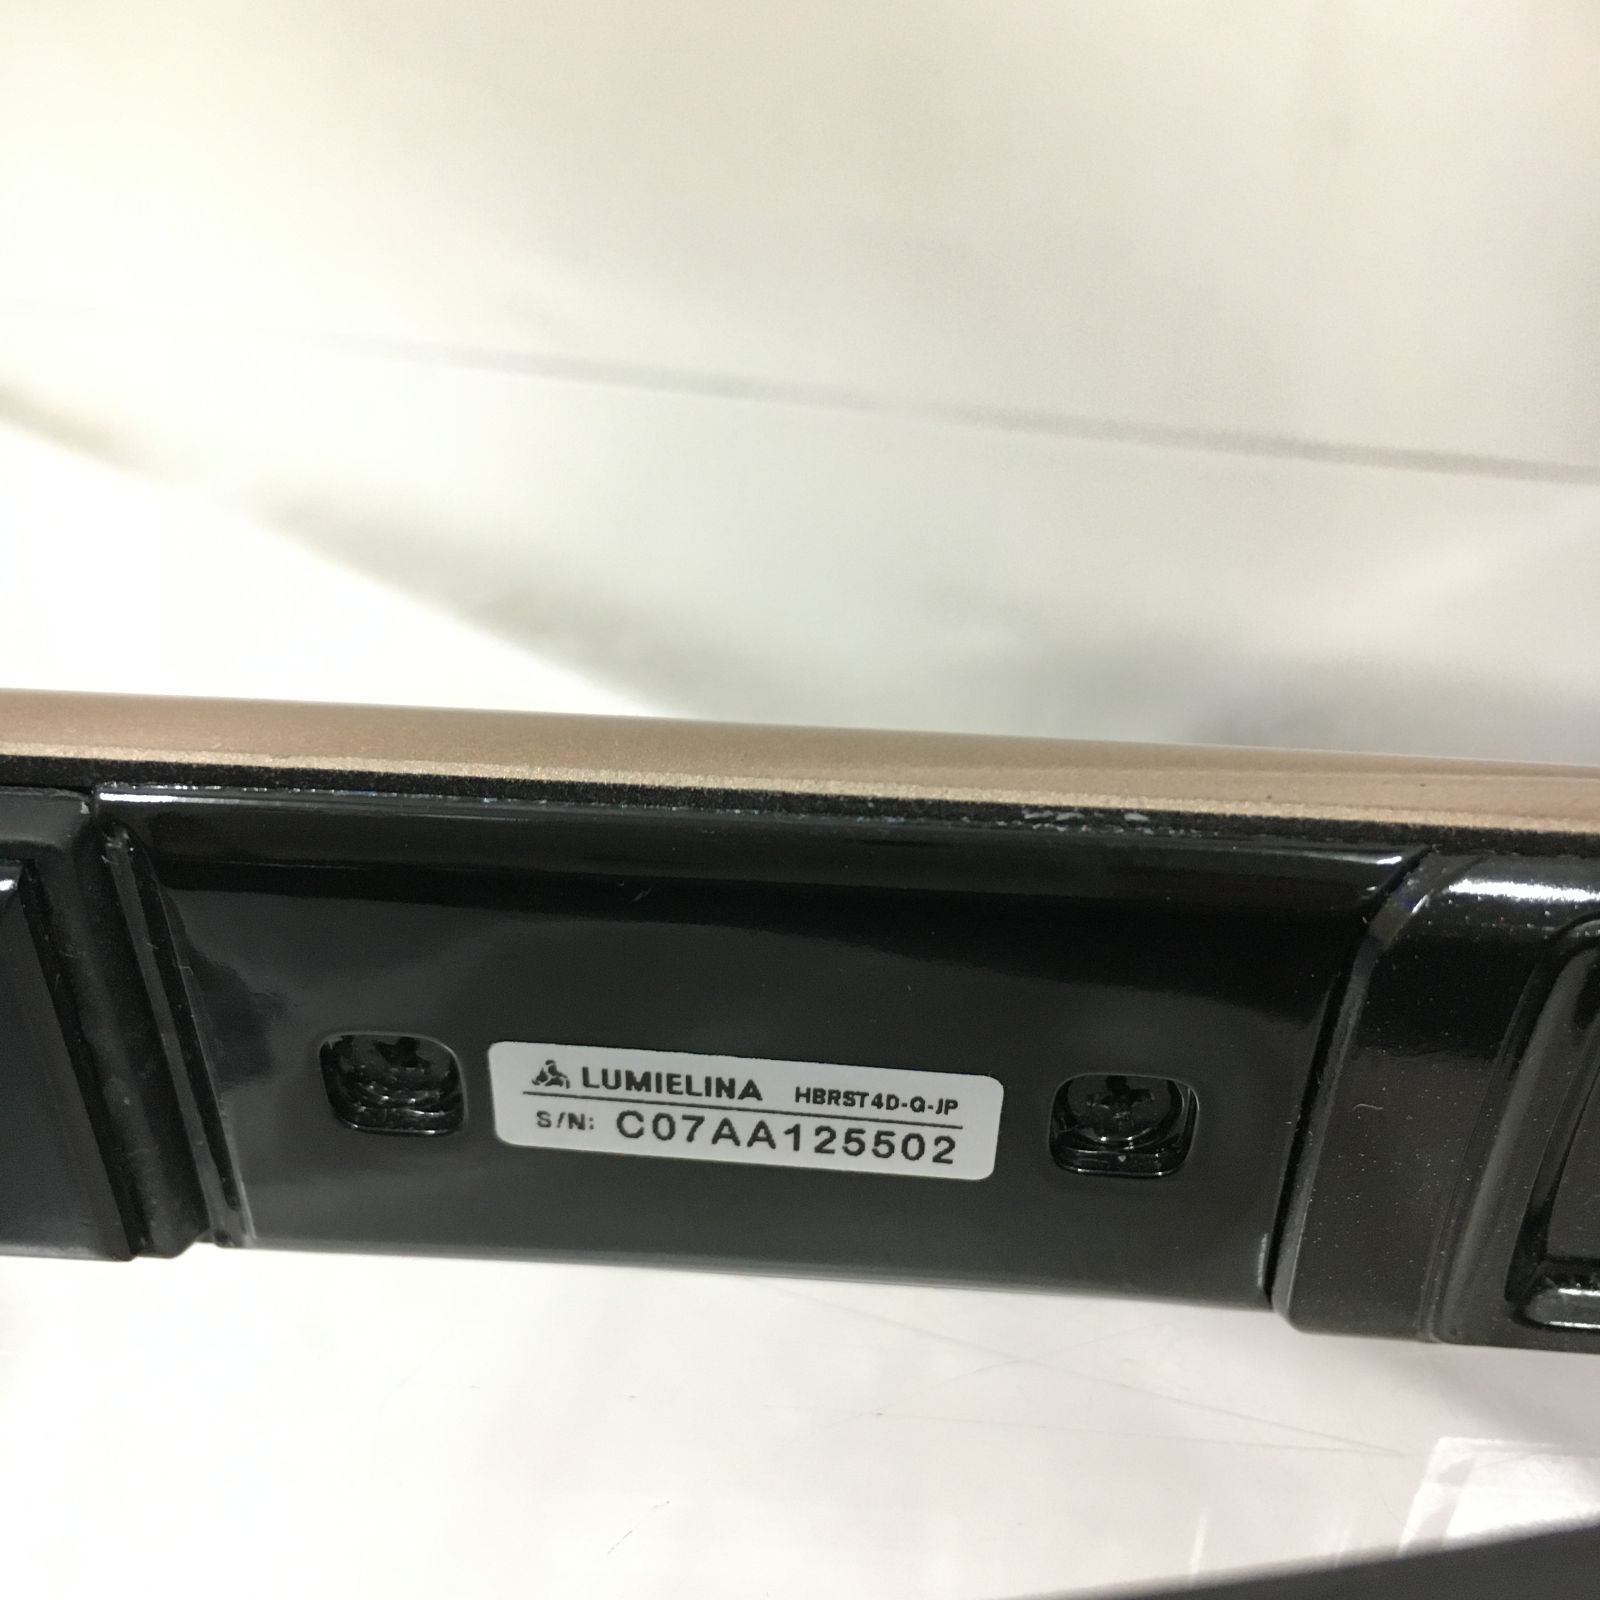 LUMIELINA HBRST4D-G-JP
S/N: C07AA125502